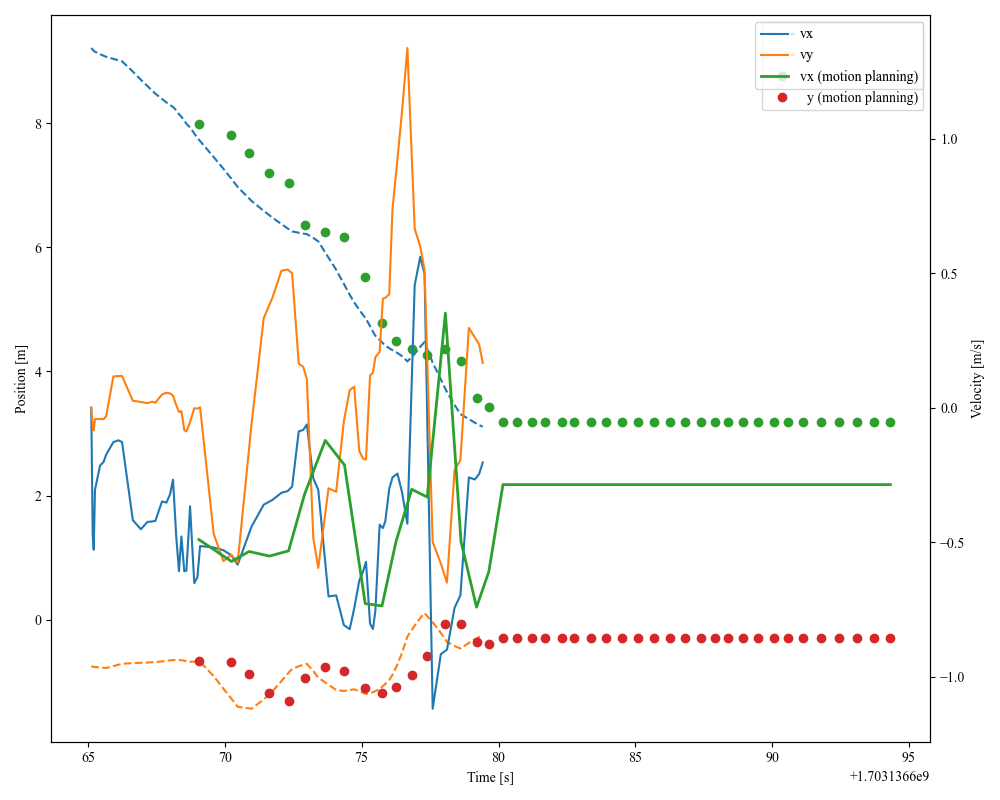 vx
vy
vx (motion planning)
y (motion planning)
8
6
4
2
0
Position [m]
1.0
0.5
0.0
−0.5
−1.0
Velocity [m/s]
65
70
75
80
85
90
95
Time [s]
+1.7031366e9